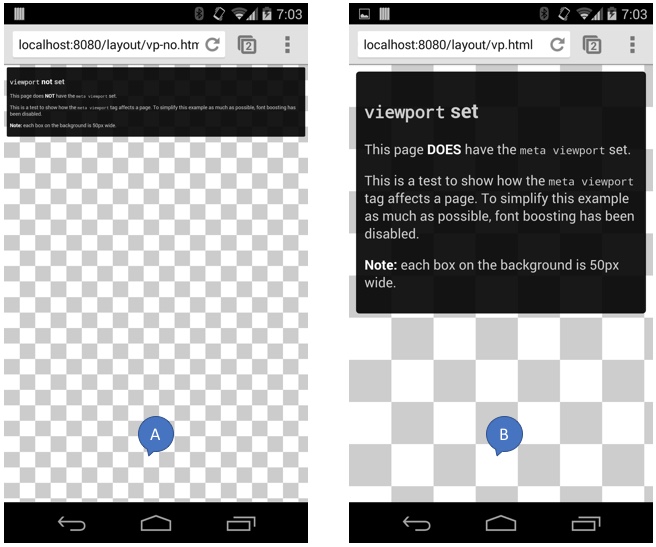 7:03
localhost:8080/layout/vp-no.htm
2
viewport not set
This page does NOT have the meta viewport set.
This is a test to show how the meta viewport tag affects a page. To simplify this example as much as possible, font boosting has
been disabled.
Note: each box on the background is 50px wide.
A
7:03
localhost:8080/layout/vp.html
2
viewport set
This page DOES have the meta viewport set.
This is a test to show how the meta viewport
tag affects a page. To simplify this example
as much as possible, font boosting has been
disabled.
Note: each box on the background is 50px
wide.
B